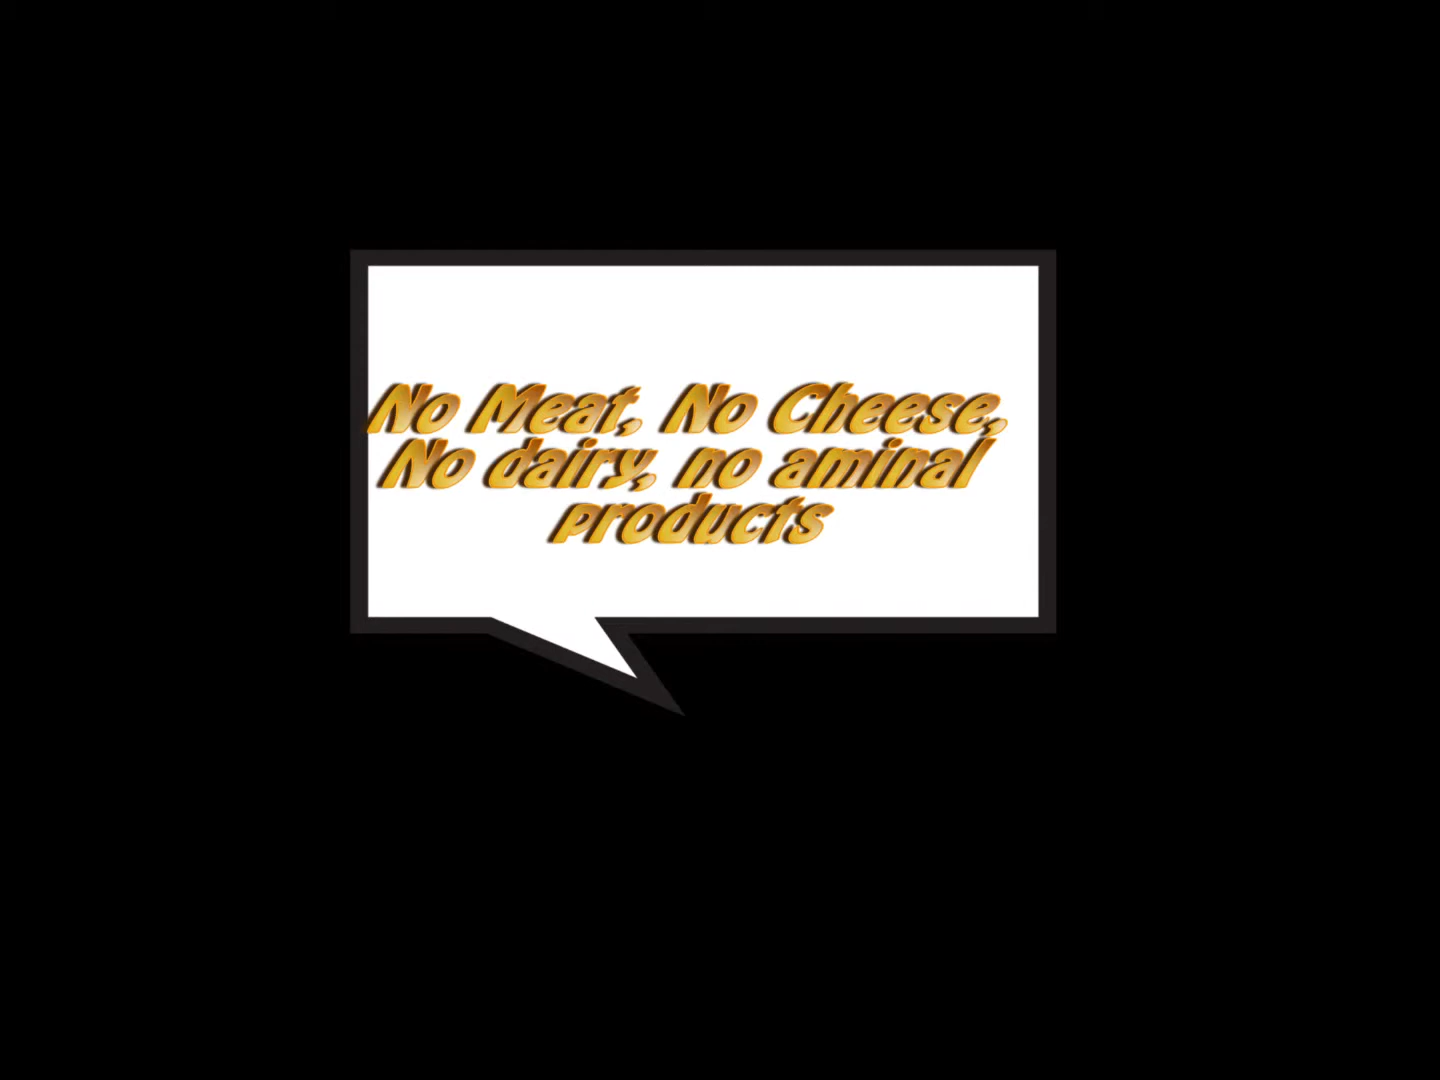 No Meat, No Cheese,
No dairy, no aminal
products